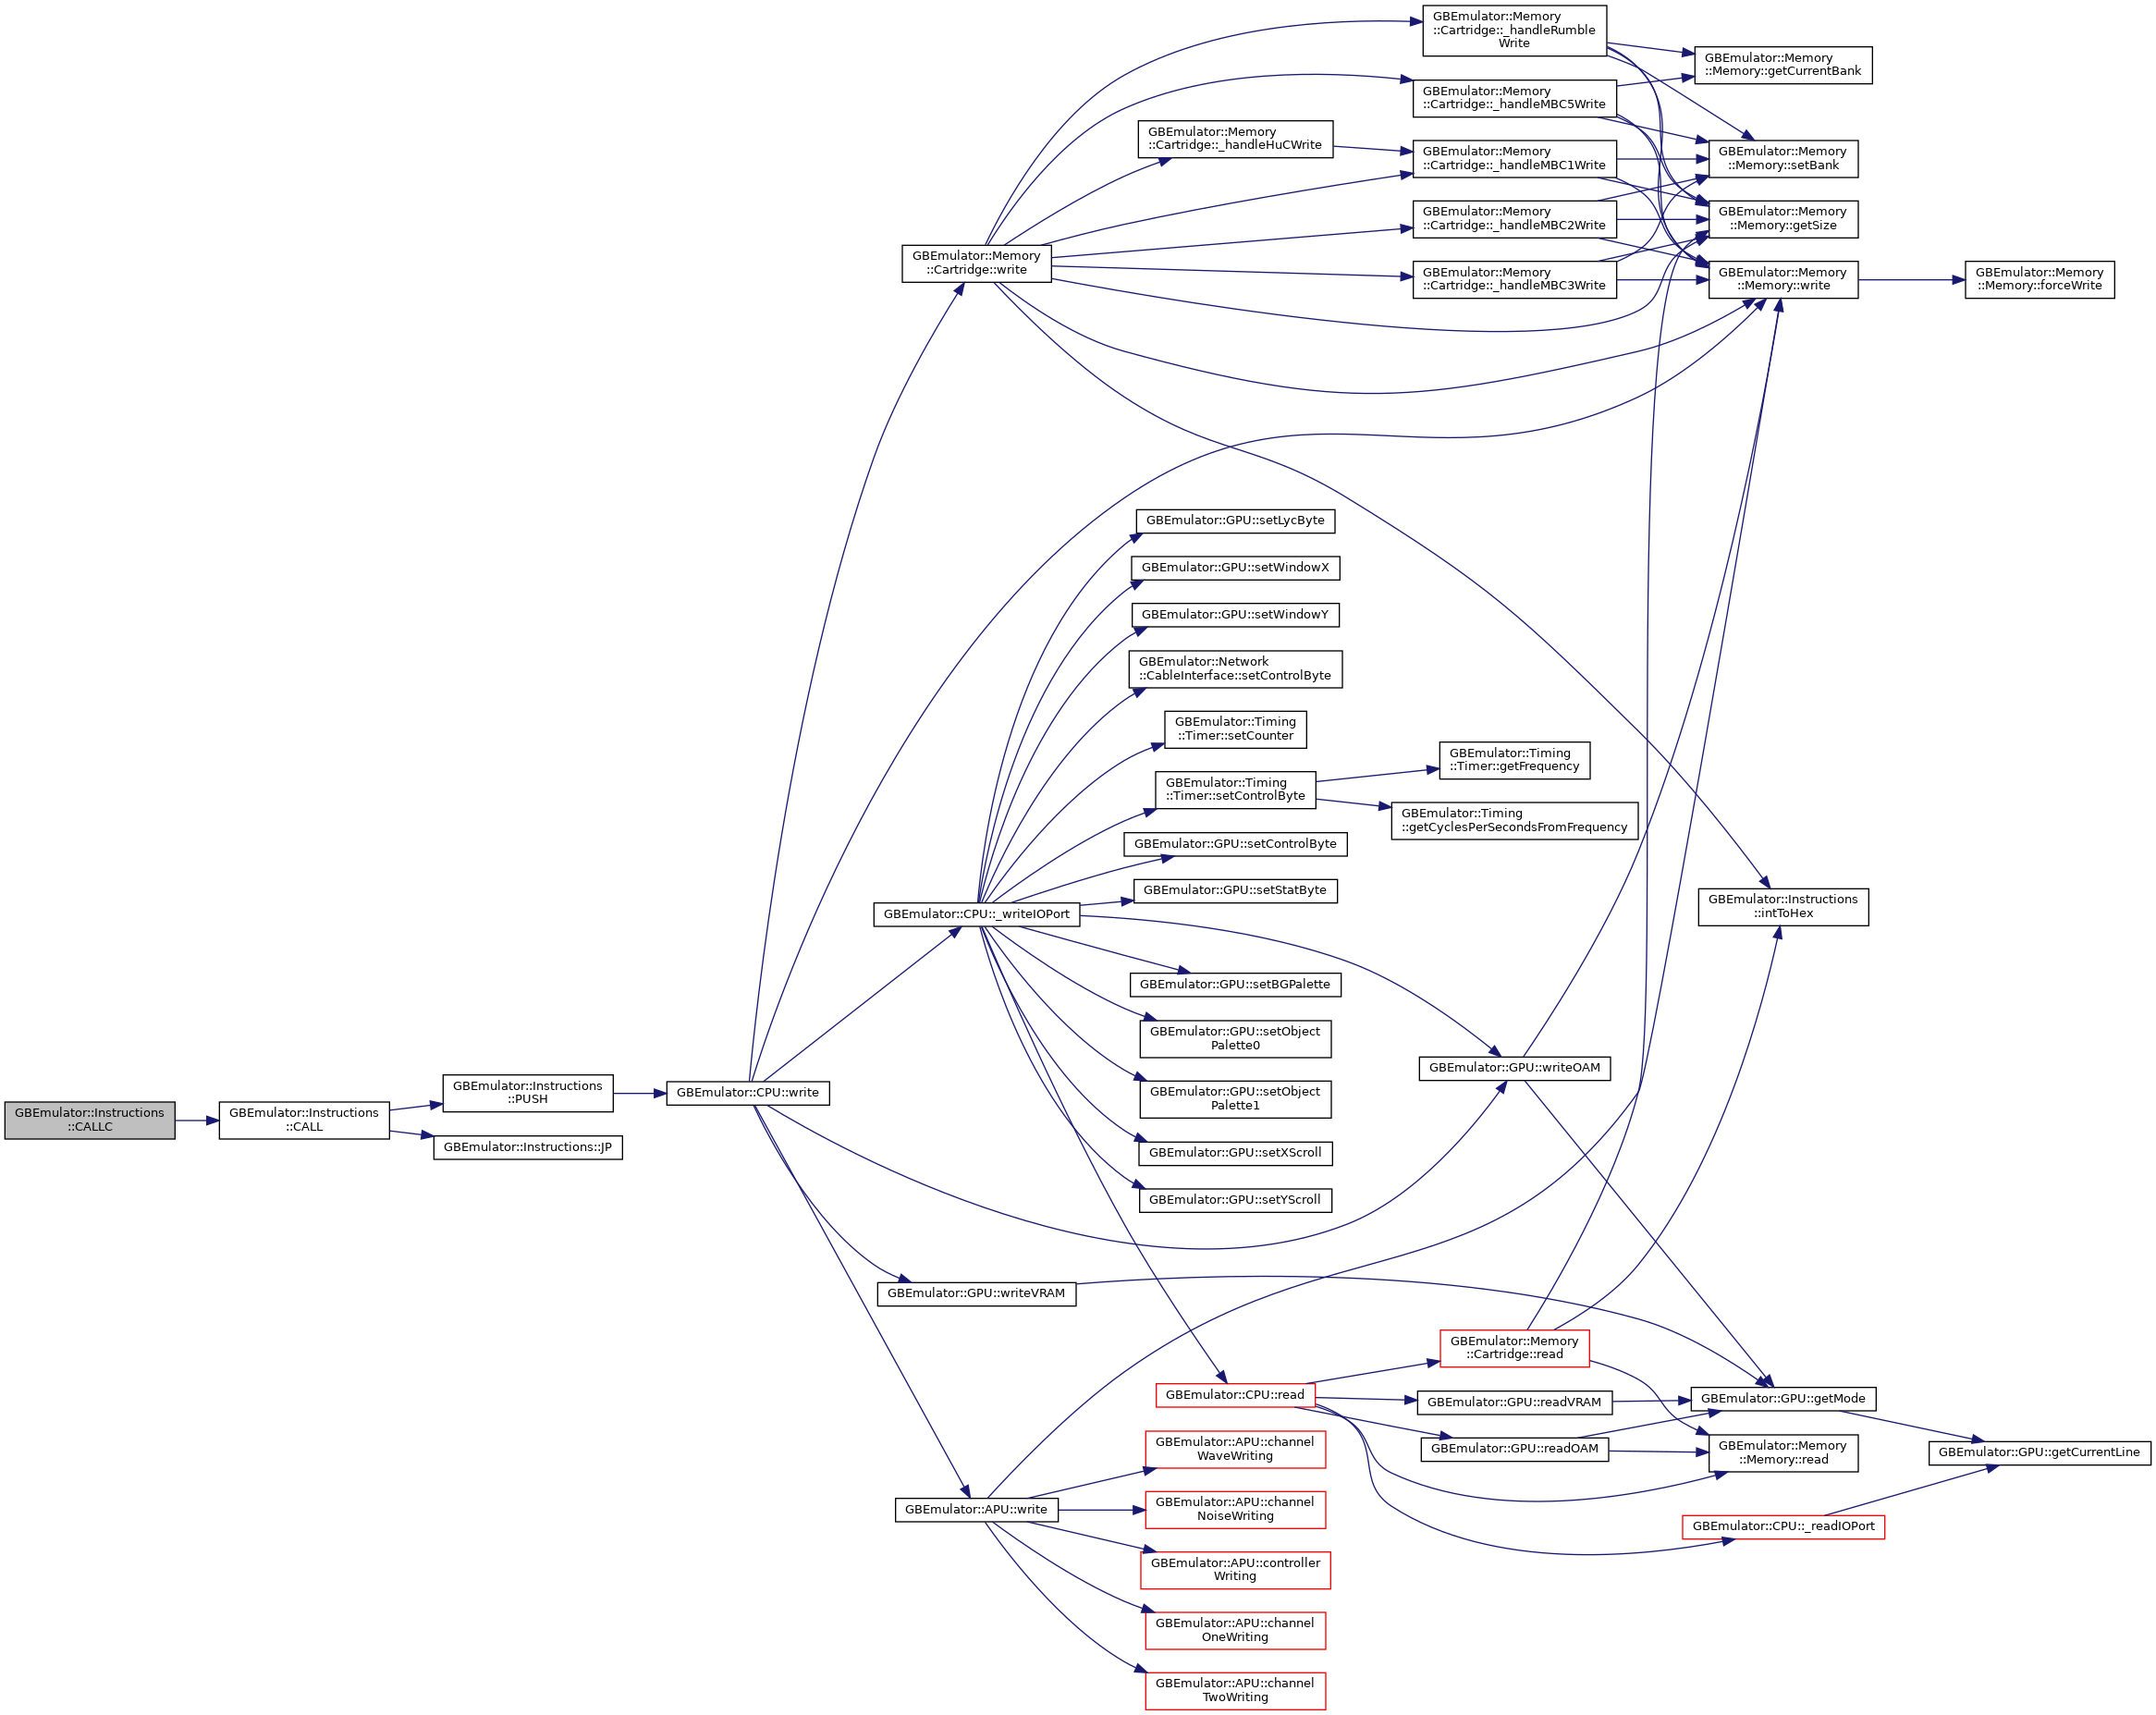 GBEmulator::Memory
::Cartridge::_handleRumble
Write
GBEmulator::Memory
::Memory::getCurrentBank
GBEmulator::Memory
::Cartridge::_handleMBC5Write
GBEmulator::Memory
::Cartridge::_handleHuCWrite
GBEmulator::Memory
::Cartridge::_handleMBC1Write
GBEmulator::Memory
::Memory::setBank
GBEmulator::Memory
::Cartridge::_handleMBC2Write
GBEmulator::Memory
::Memory::getSize
GBEmulator::Memory
::Cartridge::write
GBEmulator::Memory
::Cartridge::_handleMBC3Write
GBEmulator::Memory
::Memory::write
GBEmulator::Memory
::Memory::forceWrite
GBEmulator::GPU::setLycByte
GBEmulator::GPU::setWindowX
GBEmulator::GPU::setWindowY
GBEmulator::Network
::CableInterface::setControlByte
GBEmulator::Timing
::Timer::setCounter
GBEmulator::Timing
::Timer::getFrequency
GBEmulator::Timing
::Timer::setControlByte
GBEmulator::Timing
::getCyclesPerSecondsFromFrequency
GBEmulator::GPU::setControlByte
GBEmulator::GPU::setStatByte
GBEmulator::Instructions
::intToHex
GBEmulator::CPU::_writeIOPort
GBEmulator::GPU::setBGPalette
GBEmulator::GPU::setObject
Palette0
GBEmulator::GPU::writeOAM
GBEmulator::GPU::setObject
Palette1
GBEmulator::Instructions
::CALLC
GBEmulator::Instructions
::CALL
GBEmulator::Instructions
::PUSH
GBEmulator::CPU::write
GBEmulator::Instructions::JP
GBEmulator::GPU::setXScroll
GBEmulator::GPU::setYScroll
GBEmulator::GPU::writeVRAM
GBEmulator::Memory
::Cartridge::read
GBEmulator::CPU::read
GBEmulator::GPU::readVRAM
GBEmulator::GPU::getMode
GBEmulator::GPU::readOAM
GBEmulator::Memory
::Memory::read
GBEmulator::GPU::getCurrentLine
GBEmulator::APU::channel
WaveWriting
GBEmulator::APU::write
GBEmulator::APU::channel
NoiseWriting
GBEmulator::CPU::_readIOPort
GBEmulator::APU::controller
Writing
GBEmulator::APU::channel
OneWriting
GBEmulator::APU::channel
TwoWriting